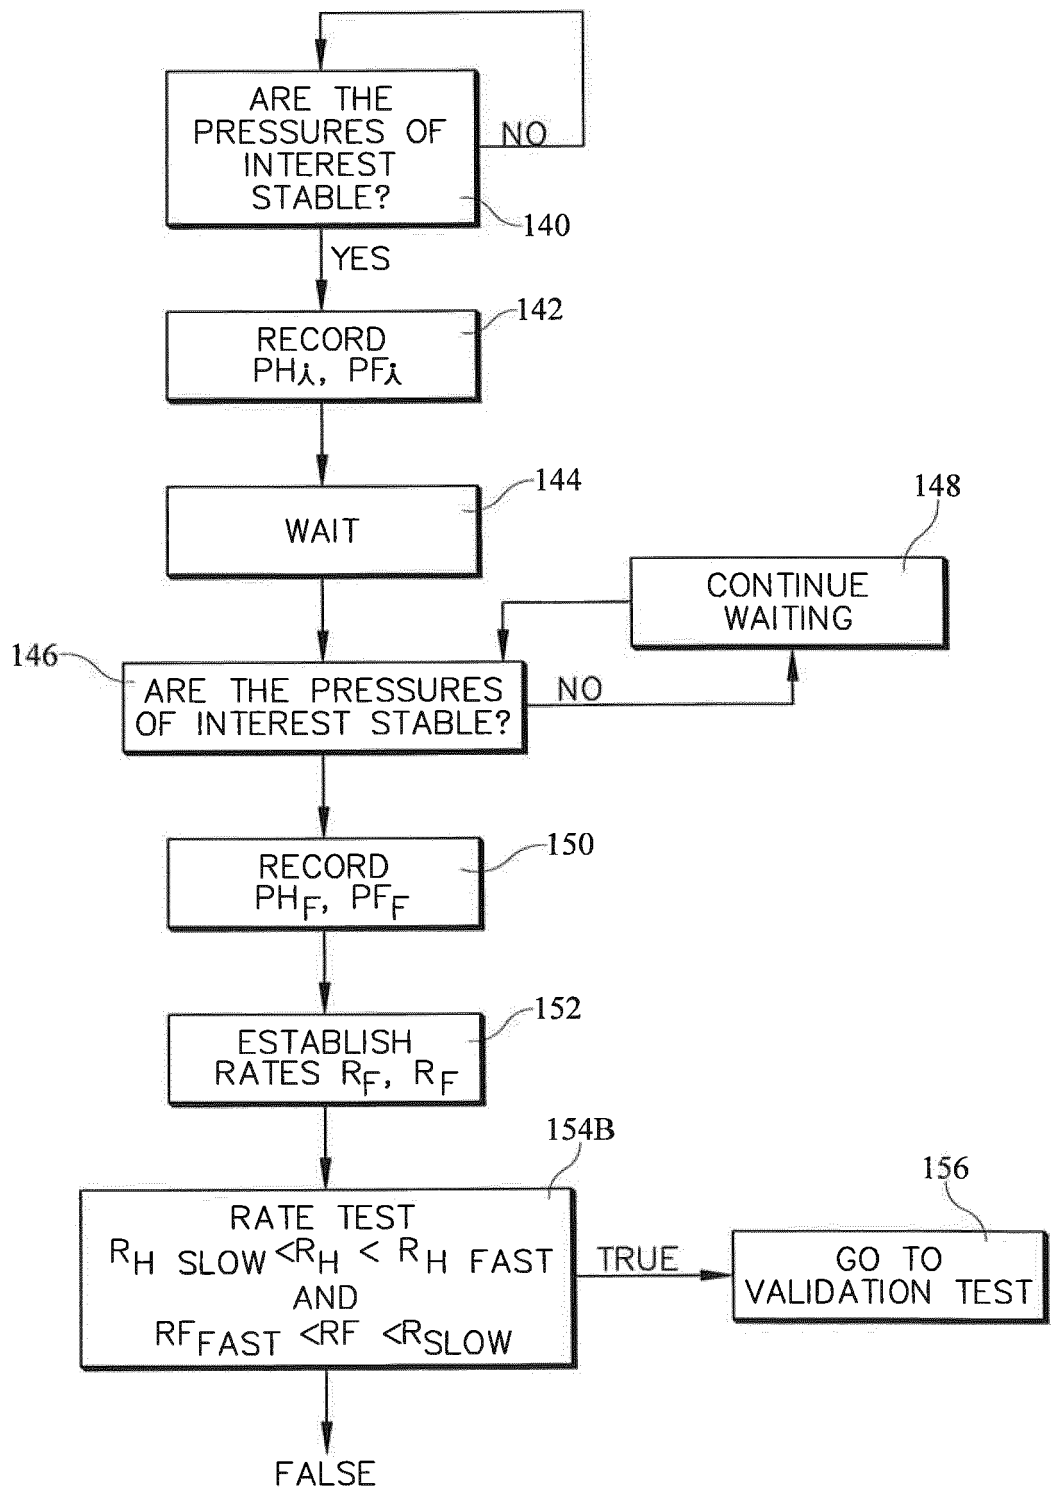 ARE THE
PRESSURES OF
INTEREST
STABLE?
NO
140
YES
142
RECORD
PHi, PFi
144
WAIT
148
CONTINUE
WAITING
146
ARE THE PRESSURES
OF INTEREST STABLE?
NO
150
RECORD
PHF, PFF
152
ESTABLISH
RATES RF, RF
154B
RATE TEST
RH SLOW <RH < RH FAST
AND
RFFAST <RF <RSLOW
TRUE
156
GO TO
VALIDATION TEST
FALSE